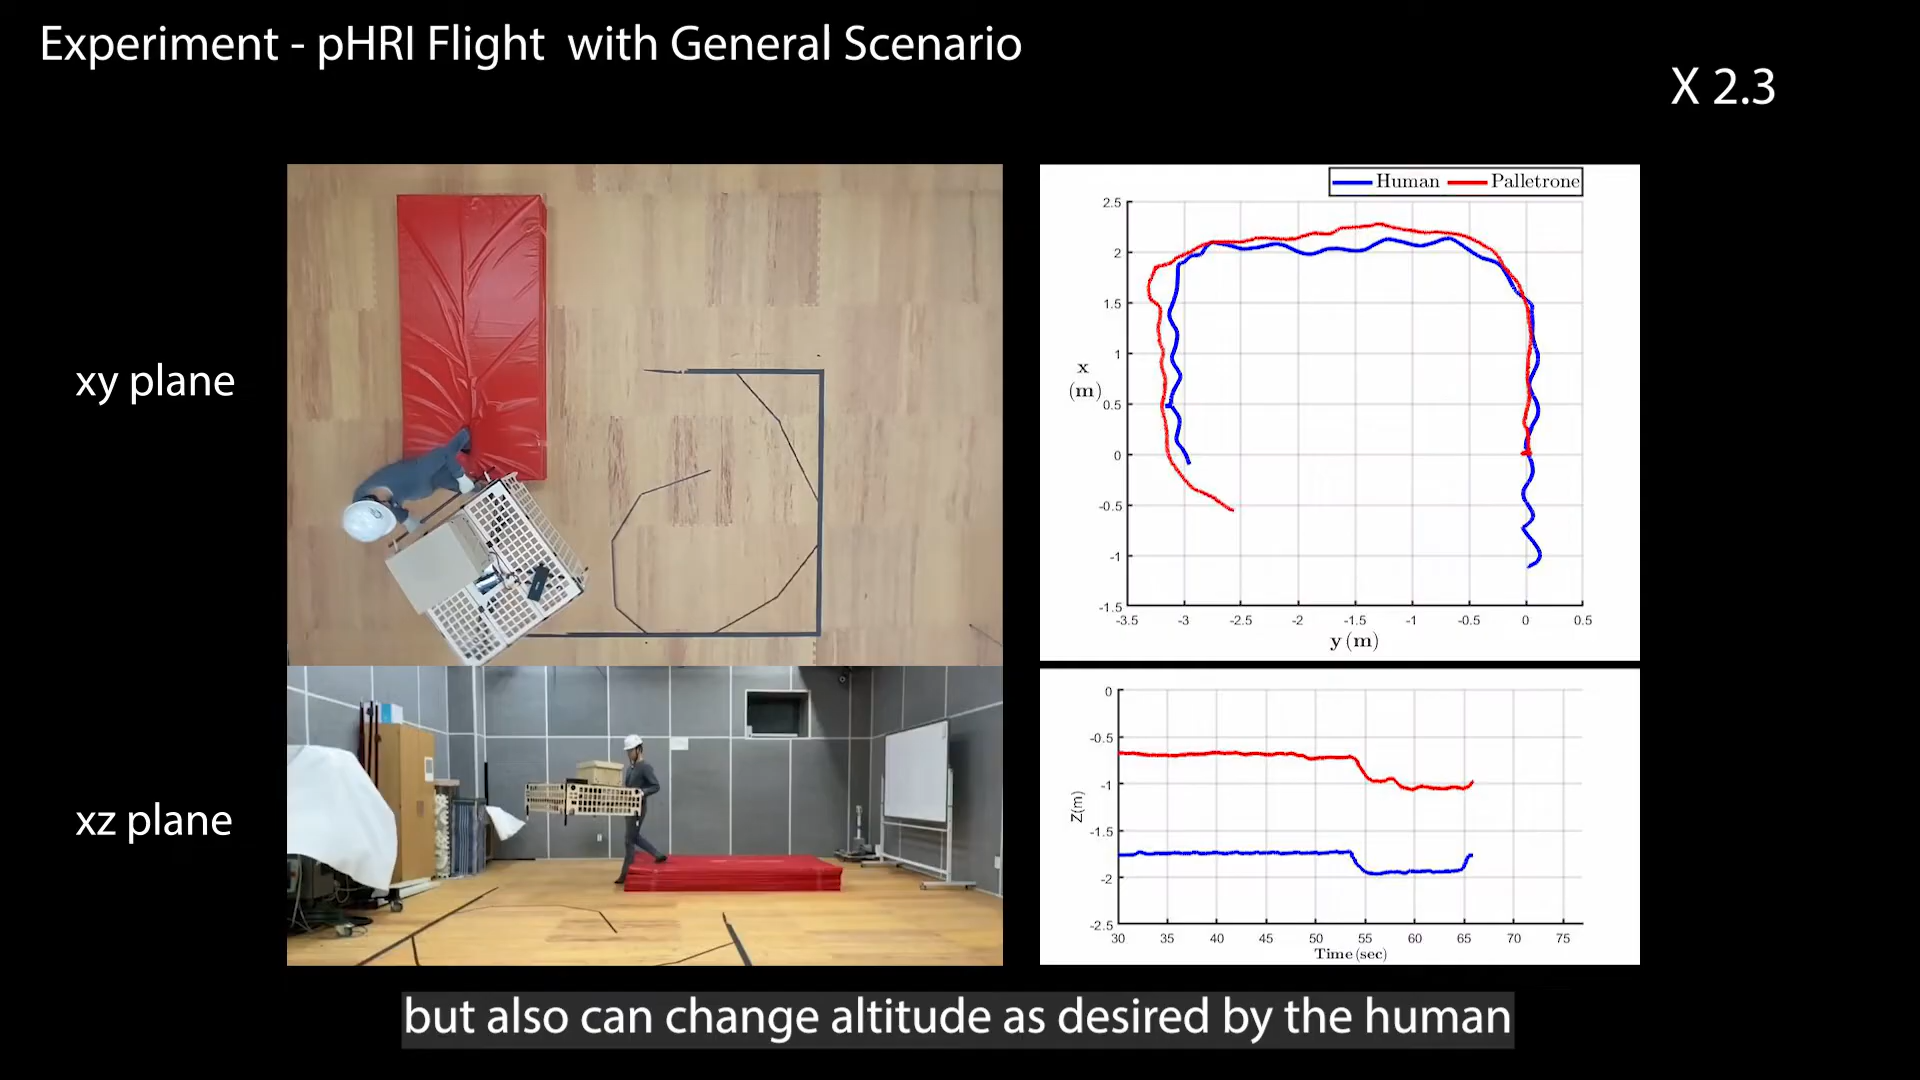 Experiment - pHRI Flight with General Scenario
X 2.3
xy plane
xz plane
Human Palletrone
2.5
2
1.5
1
0.5
0
-0.5
-1
-1.5
x
(m)
-3.5 -3 -2.5 -2 -1.5 -1 -0.5 0 0.5
y (m)
0
-0.5
-1
-1.5
-2
-2.5
Z(m)
30 35 40 45 50 55 60 65 70 75
Time (sec)
but also can change altitude as desired by the human